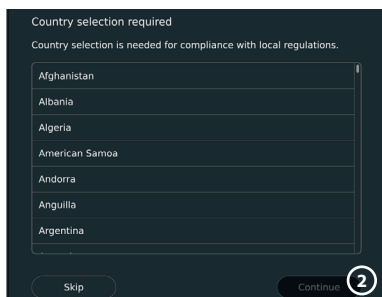 Country selection required
Country selection is needed for compliance with local regulations.
Afghanistan
Albania
Algeria
American Samoa
Andorra
Anguilla
Argentina
Skip
Continue
2